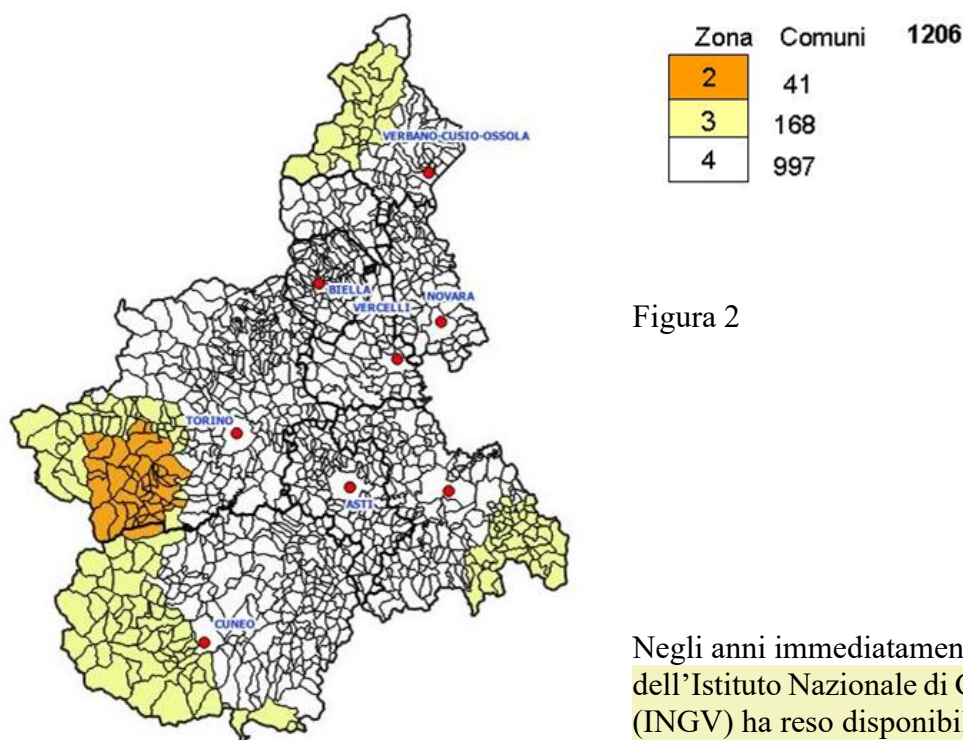 Zona Comuni 1206
2 41
3 168
4 997
VERBANO-CUSIO-OSSOLA
BIELLA
NOVARA
VERCELLI
Figura 2
TORINO
ASTI
CUNEO
Negli anni immediatamen
dell’Istituto Nazionale di
(INGV) ha reso disponibil